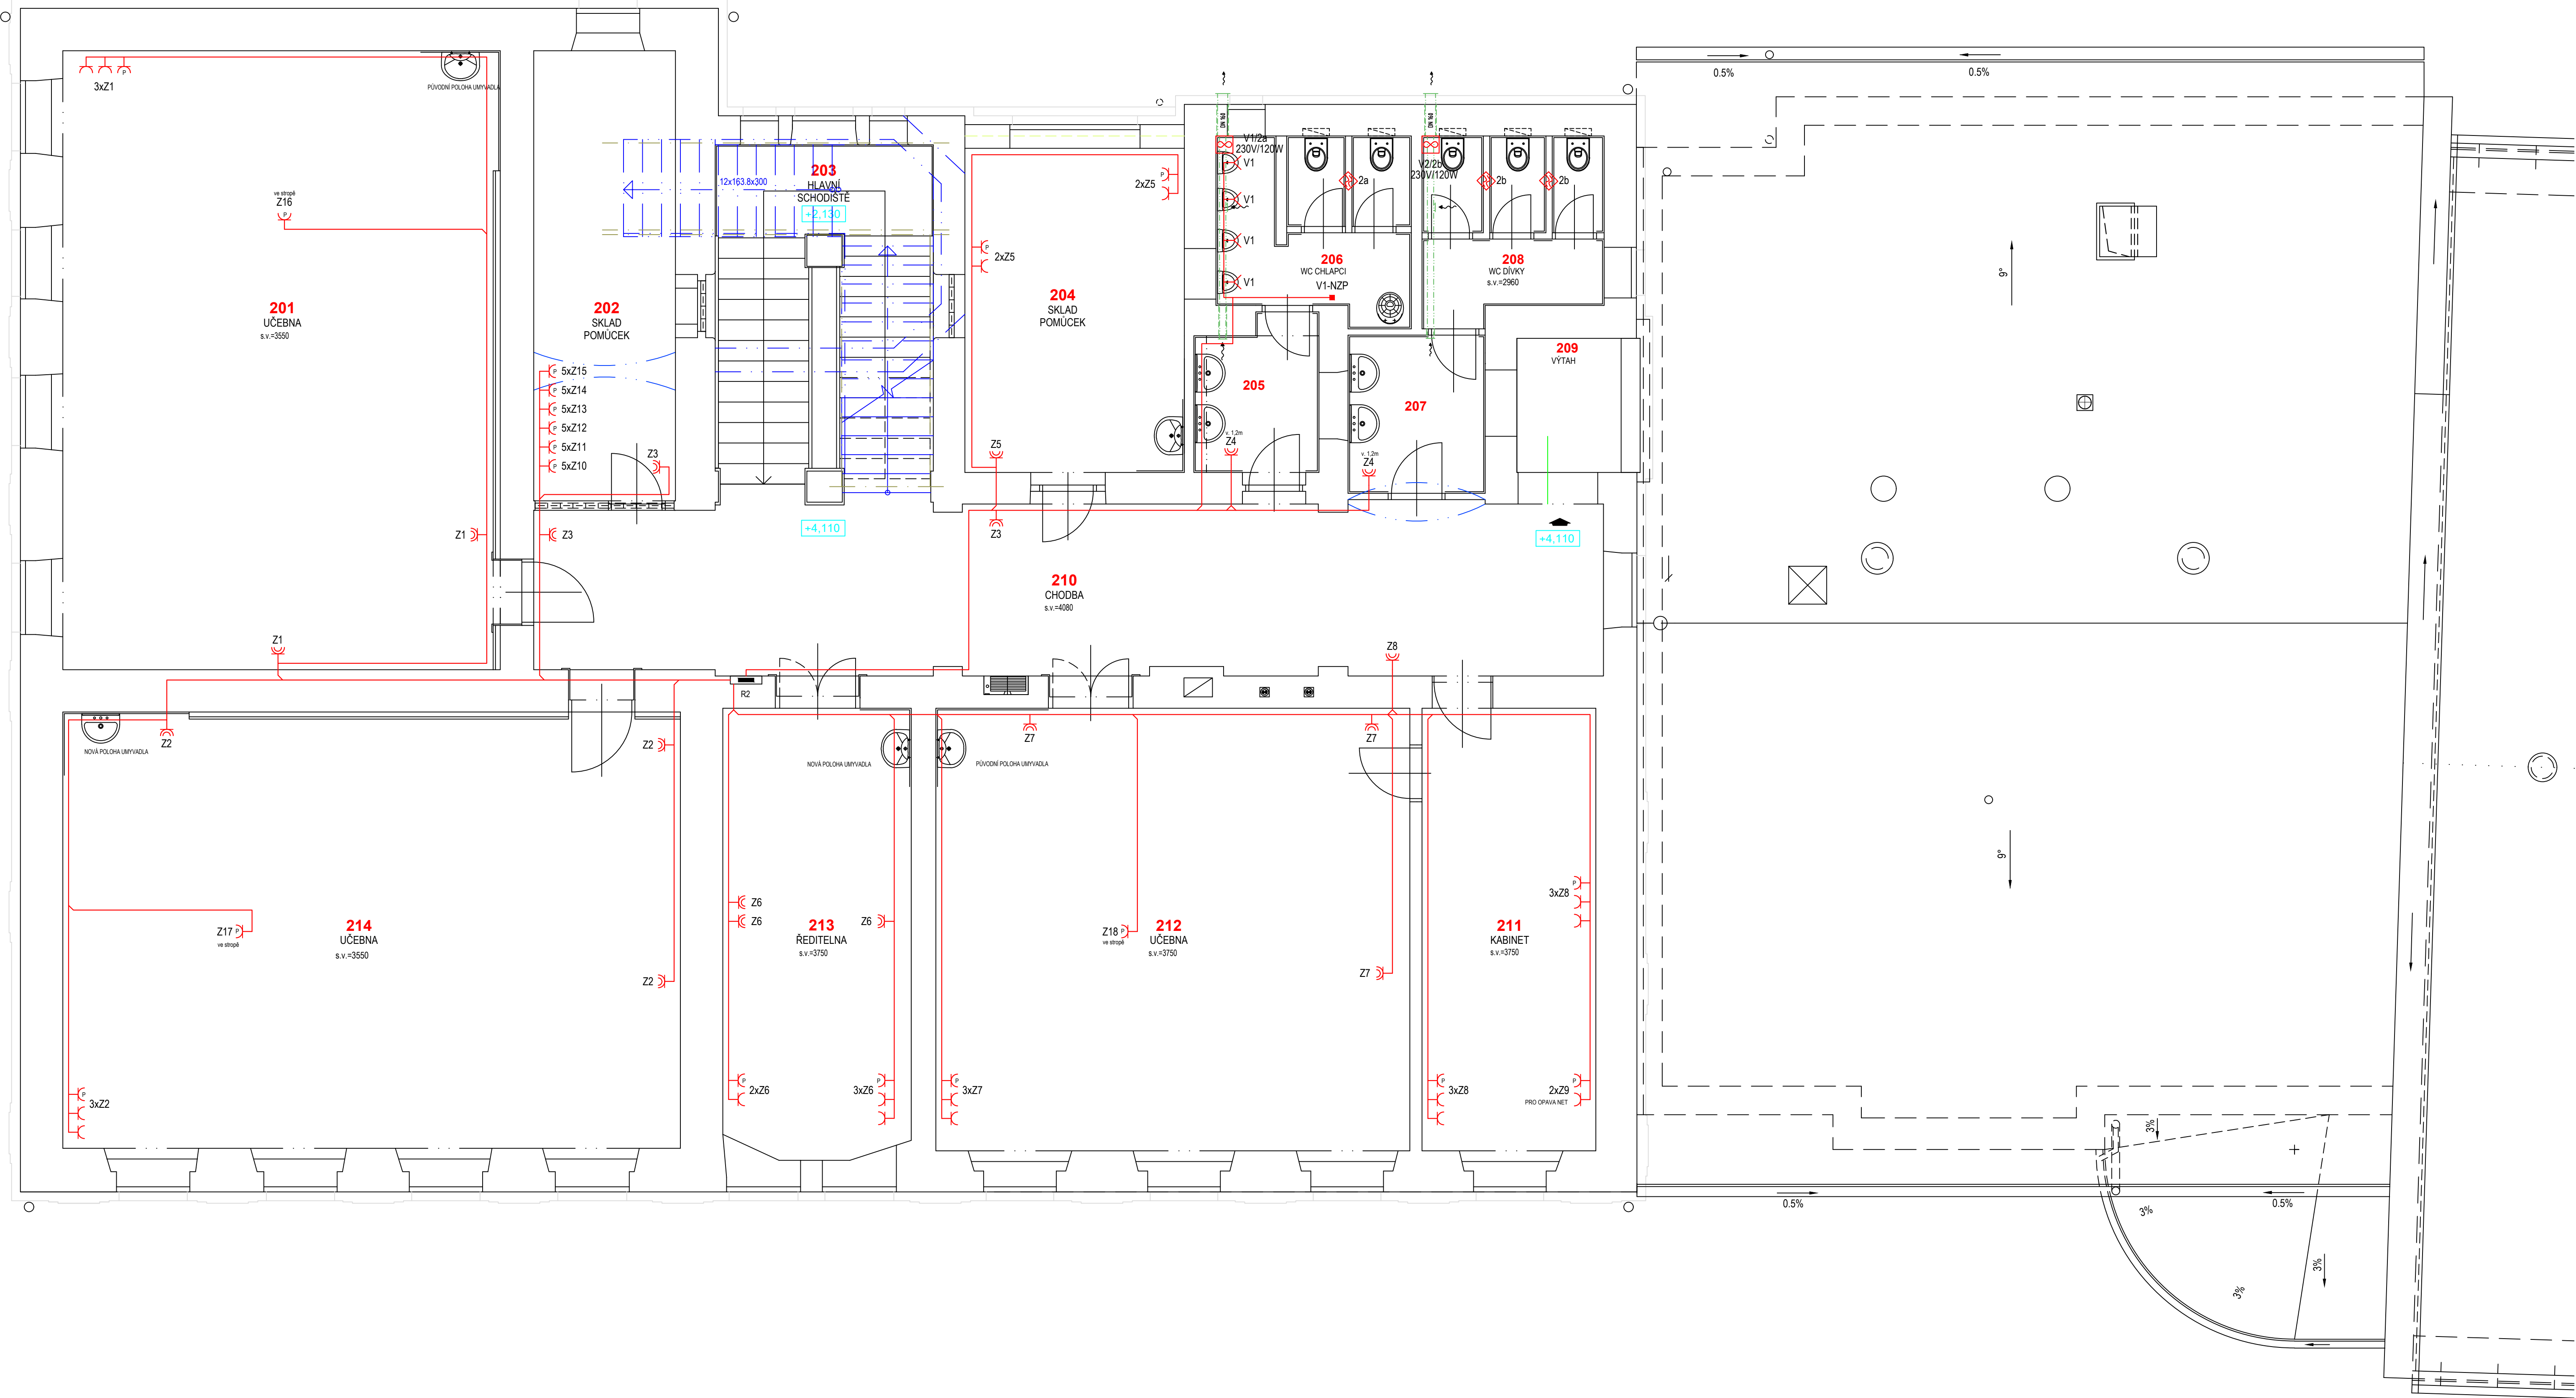 3xZ1
P
PŮVODNÍ POLOHA UMYVADLA
0.5%
0.5%
ve stropě
Z16
P
201
UČEBNA
s.v.=3550
Z1
Z1
202
SKLAD
POMŮCEK
P 5xZ15
P 5xZ14
P 5xZ13
P 5xZ12
P 5xZ11
P 5xZ10
Z3
Z3
203
HLAVNÍ
SCHODIŠTĚ
12x163.8x300
+2,130
+4,110
2xZ5
P
P
2xZ5
204
SKLAD
POMŮCEK
Z5
Z3
V1/2a
230V/120W
V1
V1
V1
V1
2a
206
WC CHLAPCI
V1-NZP
V2/2b
230V/120W
2b
2b
208
WC DÍVKY
s.v.=2960
205
v. 1,2m
Z4
207
v. 1,2m
Z4
209
VÝTAH
+4,110
9°
210
CHODBA
s.v.=4080
Z8
R2
NOVÁ POLOHA UMYVADLA
Z2
Z2
Z17 P
ve stropě
214
UČEBNA
s.v.=3550
Z2
P
3xZ2
NOVÁ POLOHA UMYVADLA
Z6
Z6
213
ŘEDITELNA
s.v.=3750
Z6
P
2xZ6
P
3xZ6
PŮVODNÍ POLOHA UMYVADLA
Z7
Z7
Z18 P
ve stropě
212
UČEBNA
s.v.=3750
Z7
P
3xZ7
P
3xZ8
211
KABINET
s.v.=3750
P
3xZ8
P
2xZ9
PRO OPAVA NET
9°
3%
0.5%
0.5%
3%
3%
3%